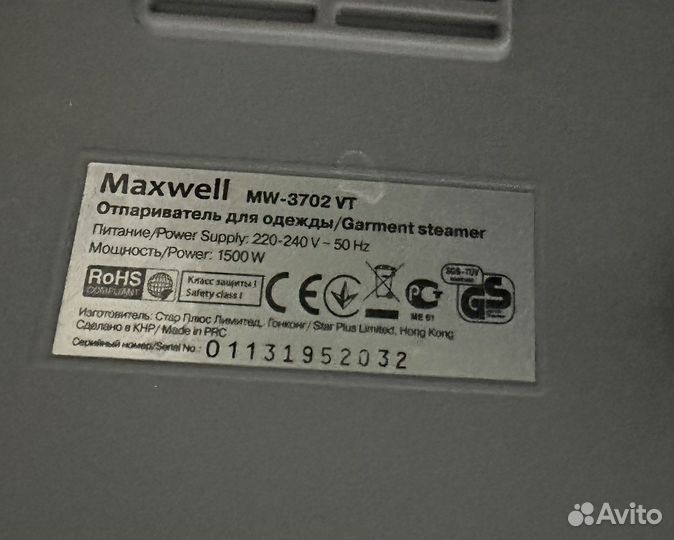 Maxwell MW-3702 VT
Отпариватель для одежды/Garment steamer
Питание/Power Supply: 220-240 V ~ 50 Hz
Мощность/Power: 1500 W
RoHS
COMPLIANT
Класс защиты I
Safety class I
CE
ME 61
SGS-TÜV
GS
Изготовитель: Стар Плюс Лимитед, Гонконг/ Star Plus Limited, Hong Kong
Сделано в КНР/ Made in PRC
Серийный номер/Serial No.: 01131952032
Avito